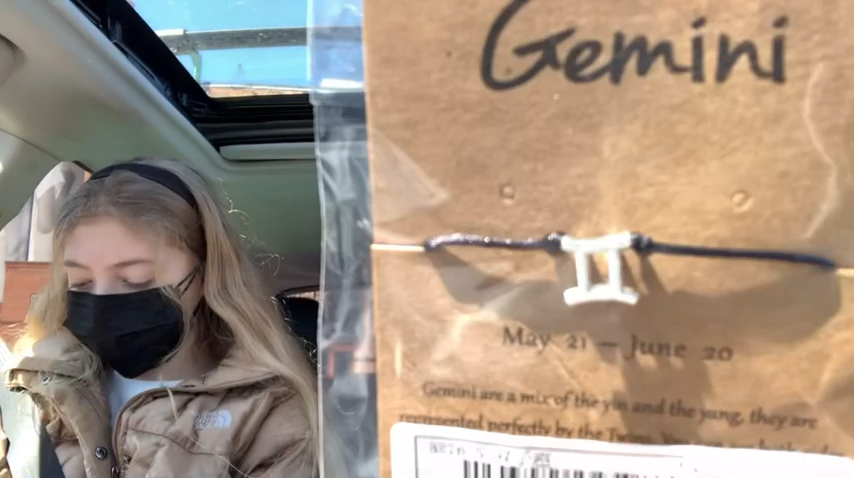 Gemini
May 21 — June 20
Gemini are a mix of the yin and the yang, they are
represented perfectly by the Twins.
THE
NORTH
FACE